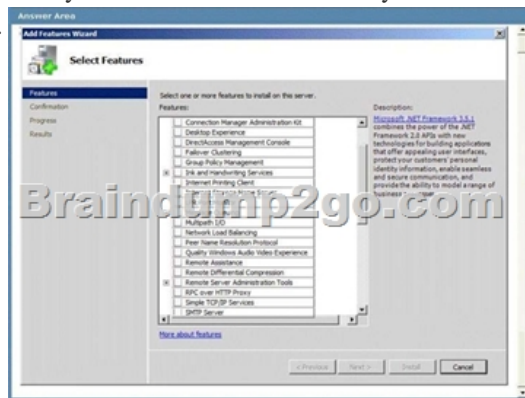 Answer Area
Add Features Wizard
Select Features
Features
Confirmation
Progress
Results
Select one or more features to install on this server.
Features:
Connection Manager Administration Kit
Desktop Experience
DirectAccess Management Console
Failover Clustering
Group Policy Management
Ink and Handwriting Services
Internet Printing Client
Internet Storage Name Server
Multipath I/O
Network Load Balancing
Peer Name Resolution Protocol
Quality Windows Audio Video Experience
Remote Assistance
Remote Differential Compression
Remote Server Administration Tools
RPC over HTTP Proxy
Simple TCP/IP Services
SMTP Server
More about features
Description:
Microsoft .NET Framework 3.5.1
combines the power of the .NET
Framework 2.0 APIs with new
technologies for building applications
that offer appealing user interfaces,
protect your customers' personal
identity information, enable seamless
and secure communication, and
provide the ability to model a range of
business
Braindump2go.com
< Previous
Next >
Install
Cancel